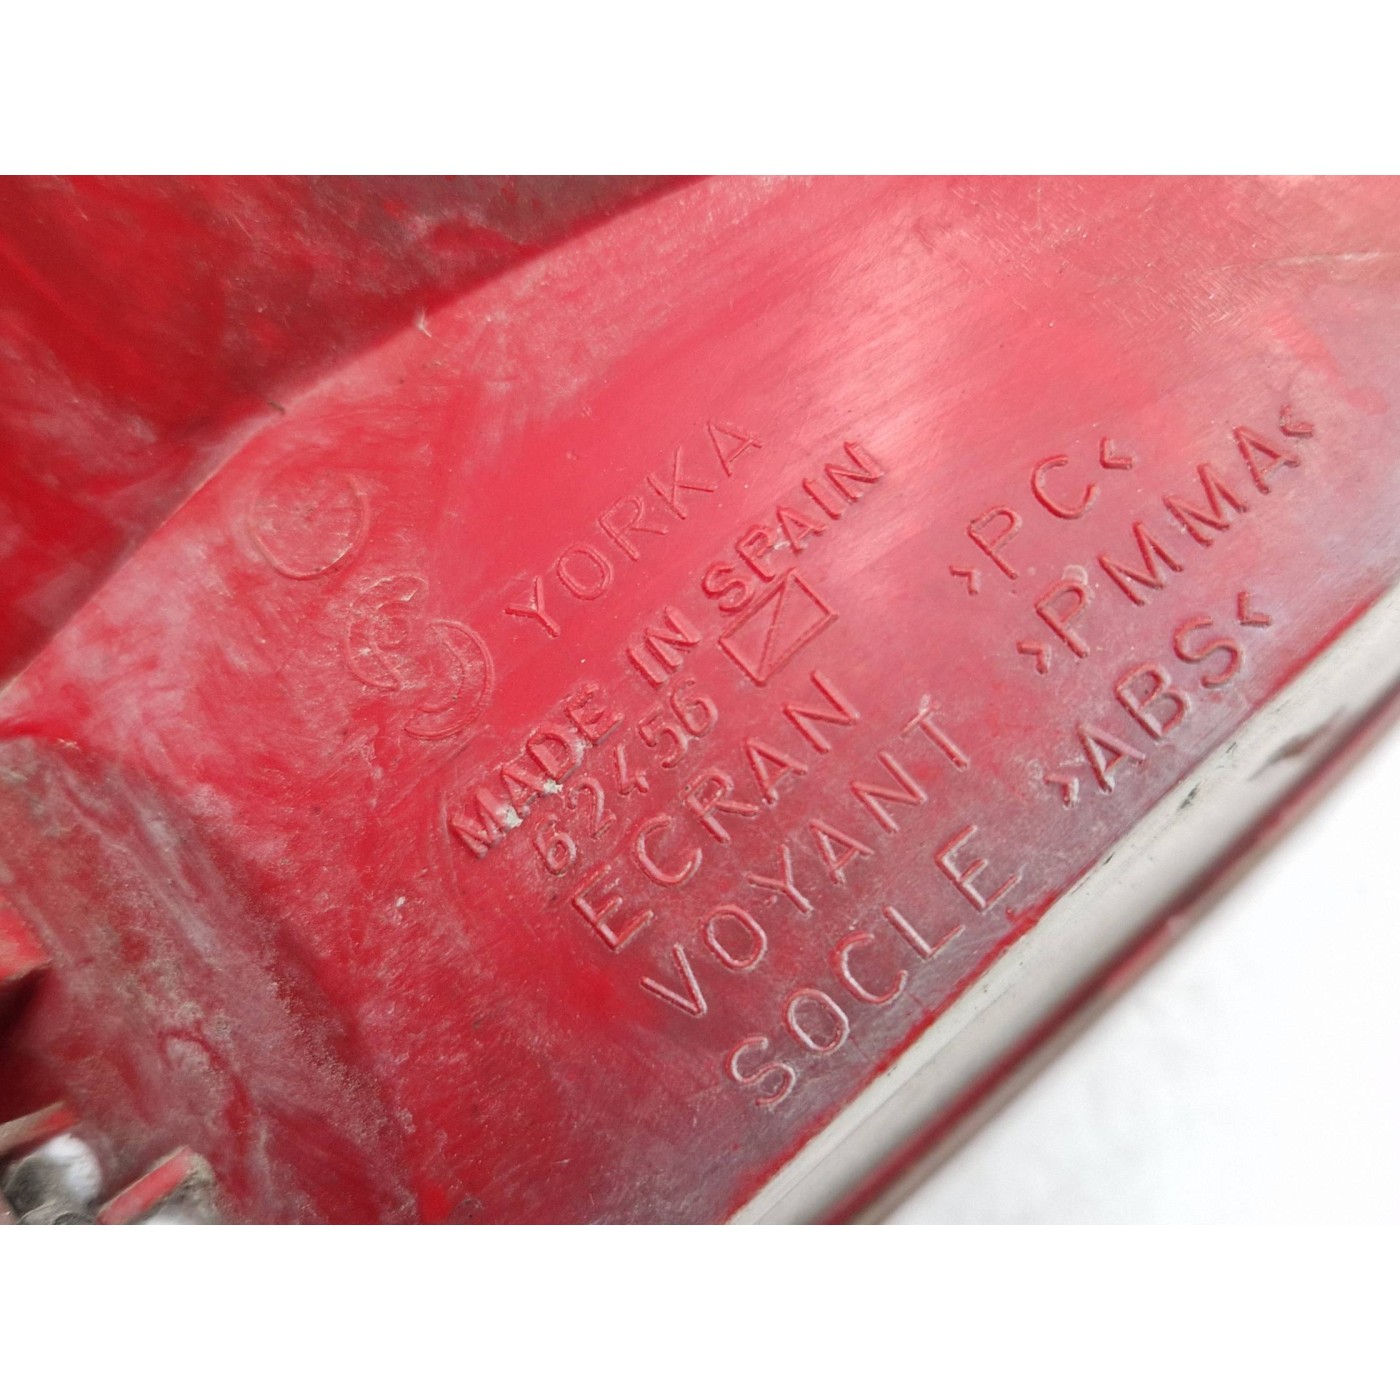 YORKA
MADE IN SPAIN
62456
ECRAN >PC<
VOYANT >PMMA<
SOCLE >ABS<